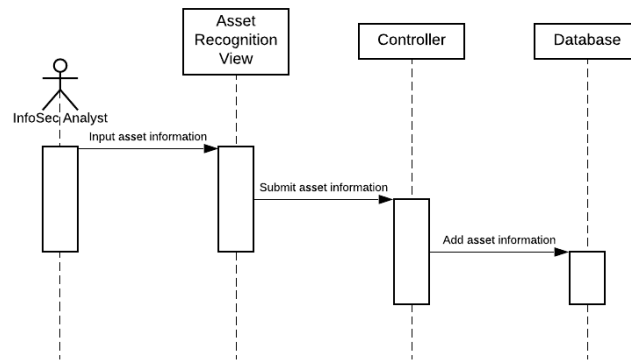 Asset
Recognition
View
Controller
Database
InfoSec Analyst
Input asset information
Submit asset information
Add asset information